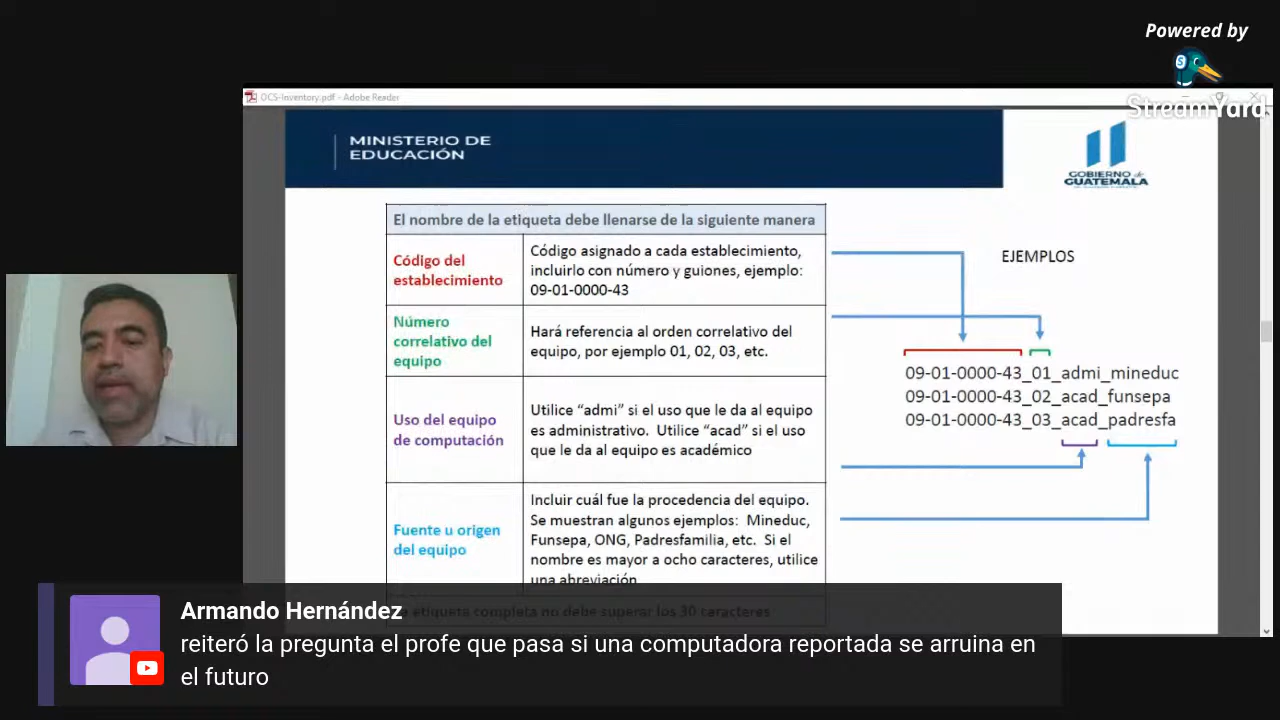 Powered by
StreamYard
OCS-Inventory.pdf - Adobe Reader
MINISTERIO DE
EDUCACIÓN
GOBIERNO de
GUATEMALA
El nombre de la etiqueta debe llenarse de la siguiente manera
Código del
establecimiento
Código asignado a cada establecimiento,
incluirlo con número y guiones, ejemplo:
09-01-0000-43
Número
correlativo del
equipo
Hará referencia al orden correlativo del
equipo, por ejemplo 01, 02, 03, etc.
Uso del equipo
de computación
Utilice “admi” si el uso que le da al equipo
es administrativo. Utilice “acad” si el uso
que le da al equipo es académico
Fuente u origen
del equipo
Incluir cuál fue la procedencia del equipo.
Se muestran algunos ejemplos: Mineduc,
Funsepa, ONG, Padresfamilia, etc. Si el
nombre es mayor a ocho caracteres, utilice
una abreviación
etiqueta completa no debe superar los 30 caracteres
EJEMPLOS
09-01-0000-43_01_admi_mineduc
09-01-0000-43_02_acad_funsepa
09-01-0000-43_03_acad_padresfa
Armando Hernández
reiteró la pregunta el profe que pasa si una computadora reportada se arruina en
el futuro